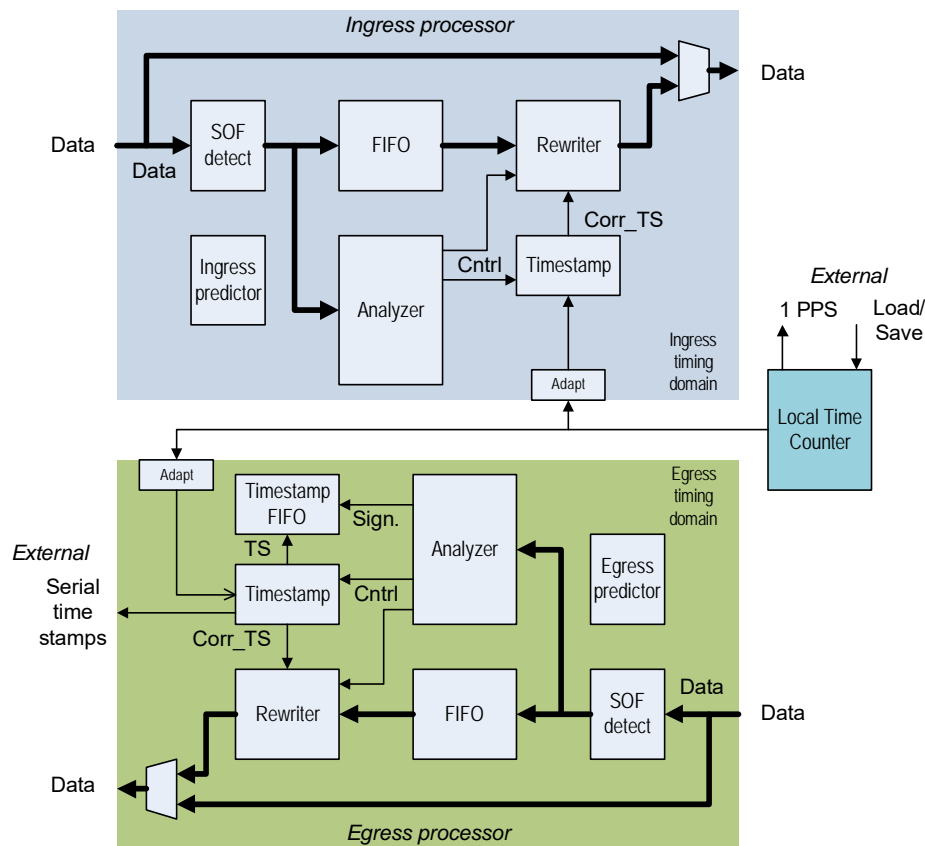 Ingress processor
Data
Data
Data
SOF
detect
FIFO
Rewriter
Corr_TS
Ingress
predictor
Analyzer
Cntrl
Timestamp
Ingress
timing
domain
Adapt
External
1 PPS
Load/
Save
Local Time
Counter
Adapt
Timestamp
FIFO
Sign.
Analyzer
Egress
timing
domain
TS
Egress
predictor
External
Serial
time
stamps
Timestamp
Cntrl
Corr_TS
Rewriter
FIFO
SOF
detect
Data
Data
Data
Egress processor